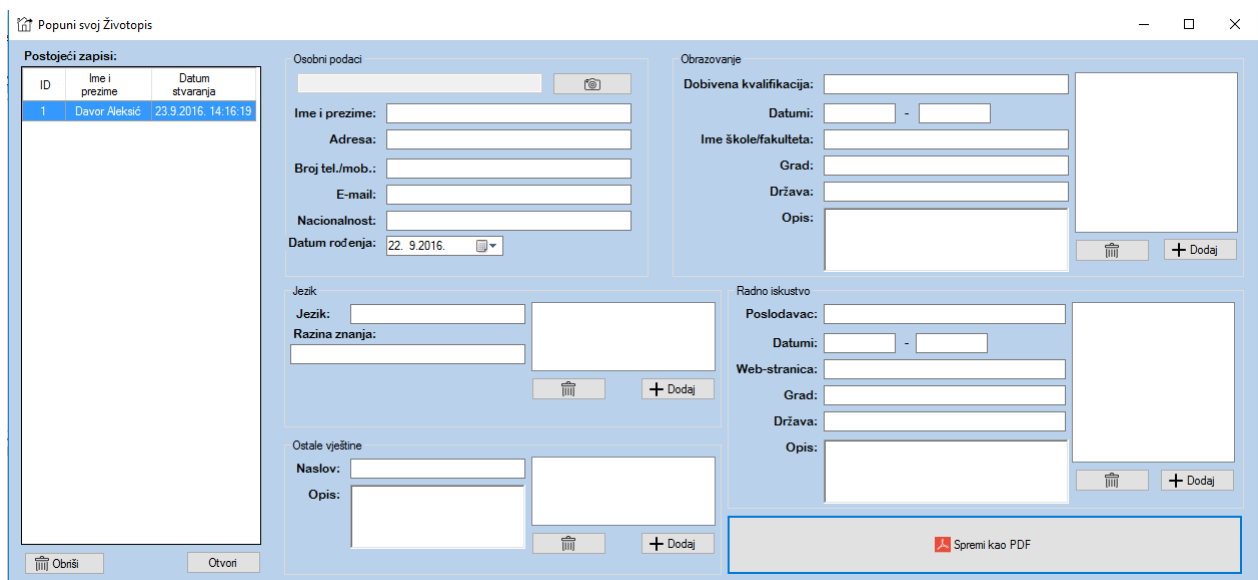 Popuni svoj Životopis
Postojeći zapisi:
ID
Ime i prezime
Datum stvaranja
1 Davor Aleksić 23.9.2016. 14:16:19
Obriši
Otvori
Osobni podaci
Ime i prezime:
Adresa:
Broj tel./mob.:
E-mail:
Nacionalnost:
Datum rođenja: 22. 9.2016.
Jezik
Jezik:
Razina znanja:
Dodaj
Ostale vještine
Naslov:
Opis:
Dodaj
Obrazovanje
Dobivena kvalifikacija:
Datumi: -
Ime škole/fakulteta:
Grad:
Država:
Opis:
Dodaj
Radno iskustvo
Poslodavac:
Datumi: -
Web-stranica:
Grad:
Država:
Opis:
Dodaj
Spremi kao PDF